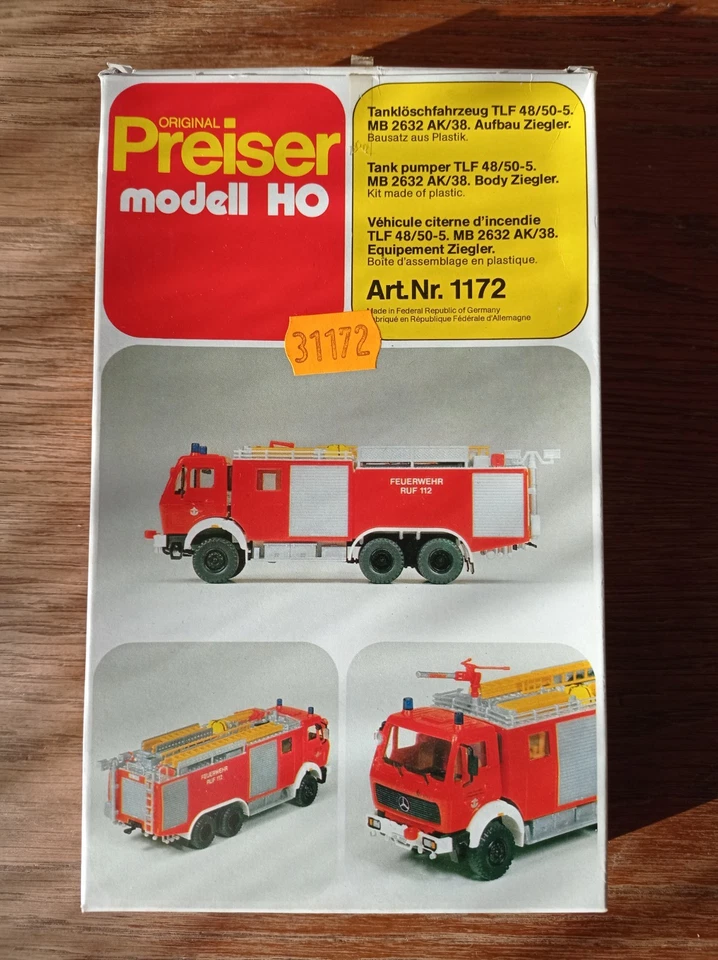 ORIGINAL
Preiser
modell HO
Tanklöschfahrzeug TLF 48/50-5.
MB 2632 AK/38. Aufbau Ziegler.
Bausatz aus Plastik.
Tank pumper TLF 48/50-5.
MB 2632 AK/38. Body Ziegler.
Kit made of plastic.
Véhicule citerne d'incendie
TLF 48/50-5. MB 2632 AK/38.
Equipement Ziegler.
Boîte d'assemblage en plastique.
Art.Nr. 1172
Made in Federal Republic of Germany
en République Fédérale d'Allemagne
31172
FEUERWEHR
RUF 112
FEUERWEHR
RUF 112